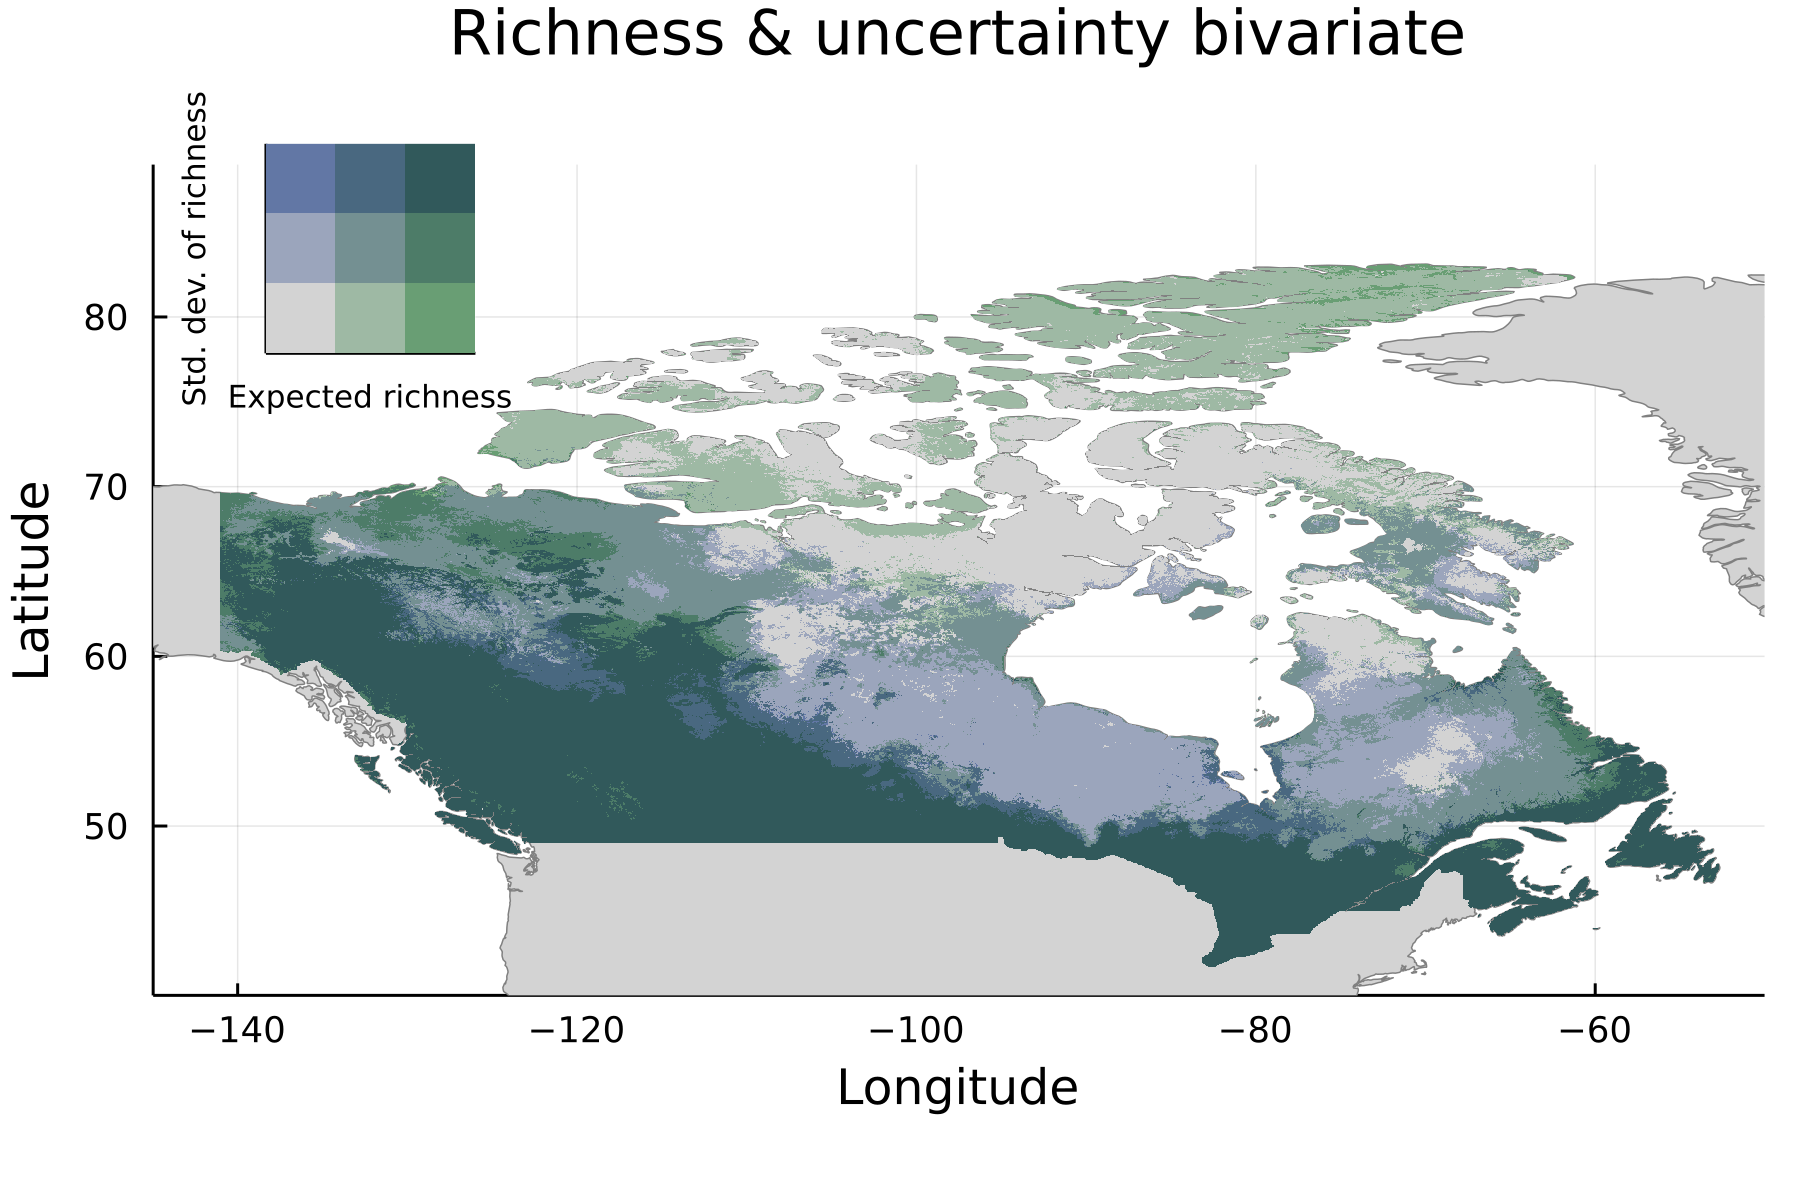 Richness & uncertainty bivariate
Std. dev. of richness
Expected richness
Latitude
80
70
60
50
−140
−120
−100
−80
−60
Longitude